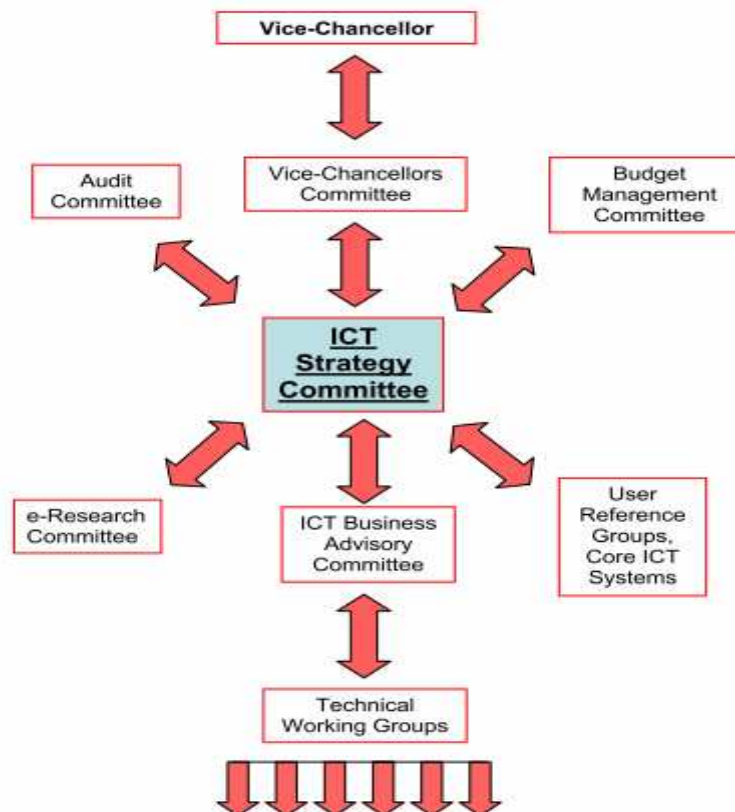 Vice-Chancellor
Audit
Committee
Vice-Chancellors
Committee
Budget
Management
Committee
ICT
Strategy
Committee
e-Research
Committee
ICT Business
Advisory
Committee
User
Reference
Groups,
Core ICT
Systems
Technical
Working Groups